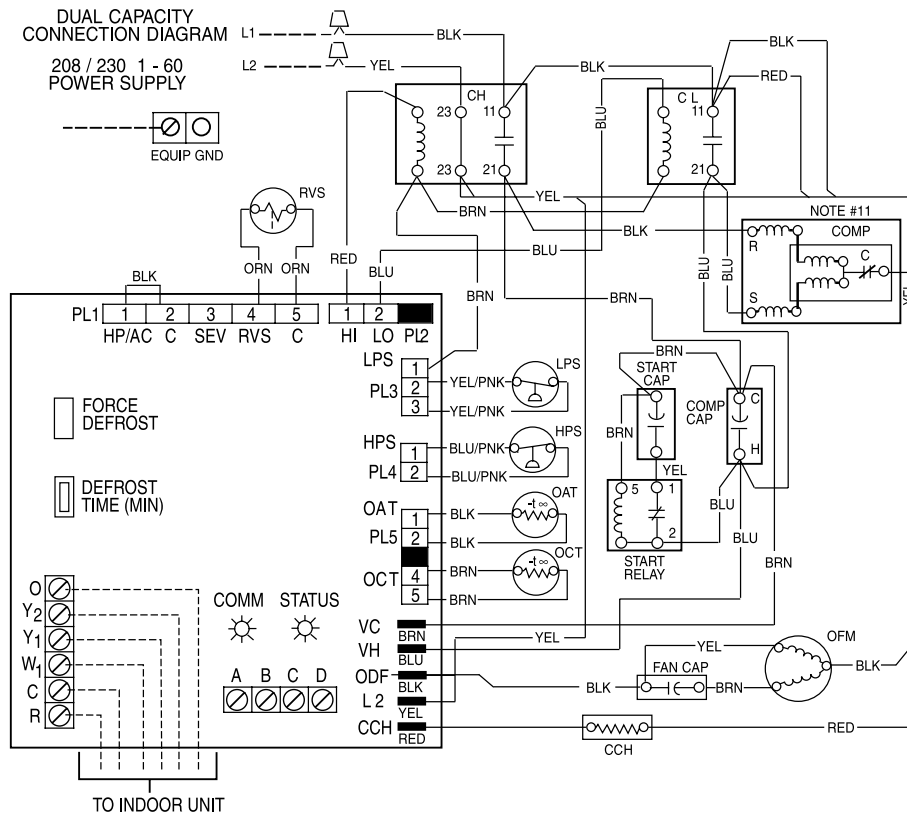 DUAL CAPACITY
CONNECTION DIAGRAM
208 / 230 1 - 60
POWER SUPPLY
EQUIP GND
L1
BLK
L2
YEL
CH
23
11
23
21
BLK
BLU
C L
11
21
BLK
RED
BRN
YEL
BLK
BLU
RVS
ORN
ORN
RED
BLU
BRN
BRN
BLU
BLU
NOTE #11
COMP
R
C
S
YEL
BLK
PL1
1
2
3
4
5
HP/AC
C
SEV
RVS
C
1
2
HI
LO
PL2
LPS
PL3
1
2
3
YEL/PNK
YEL/PNK
LPS
HPS
PL4
1
2
BLU/PNK
BLU/PNK
HPS
OAT
PL5
1
2
BLK
BLK
OAT
-t ∞
OCT
4
5
BRN
BRN
OCT
-t ∞
BRN
START
CAP
BRN
YEL
5
1
2
START
RELAY
COMP
CAP
C
H
BLU
BLU
BRN
FORCE
DEFROST
DEFROST
TIME (MIN)
O
Y2
Y1
W1
C
R
COMM
STATUS
A B C D
VC
BRN
VH
BLU
ODF
BLK
L 2
YEL
CCH
RED
YEL
YEL
OFM
BLK
FAN CAP
BLK
BRN
CCH
RED
TO INDOOR UNIT